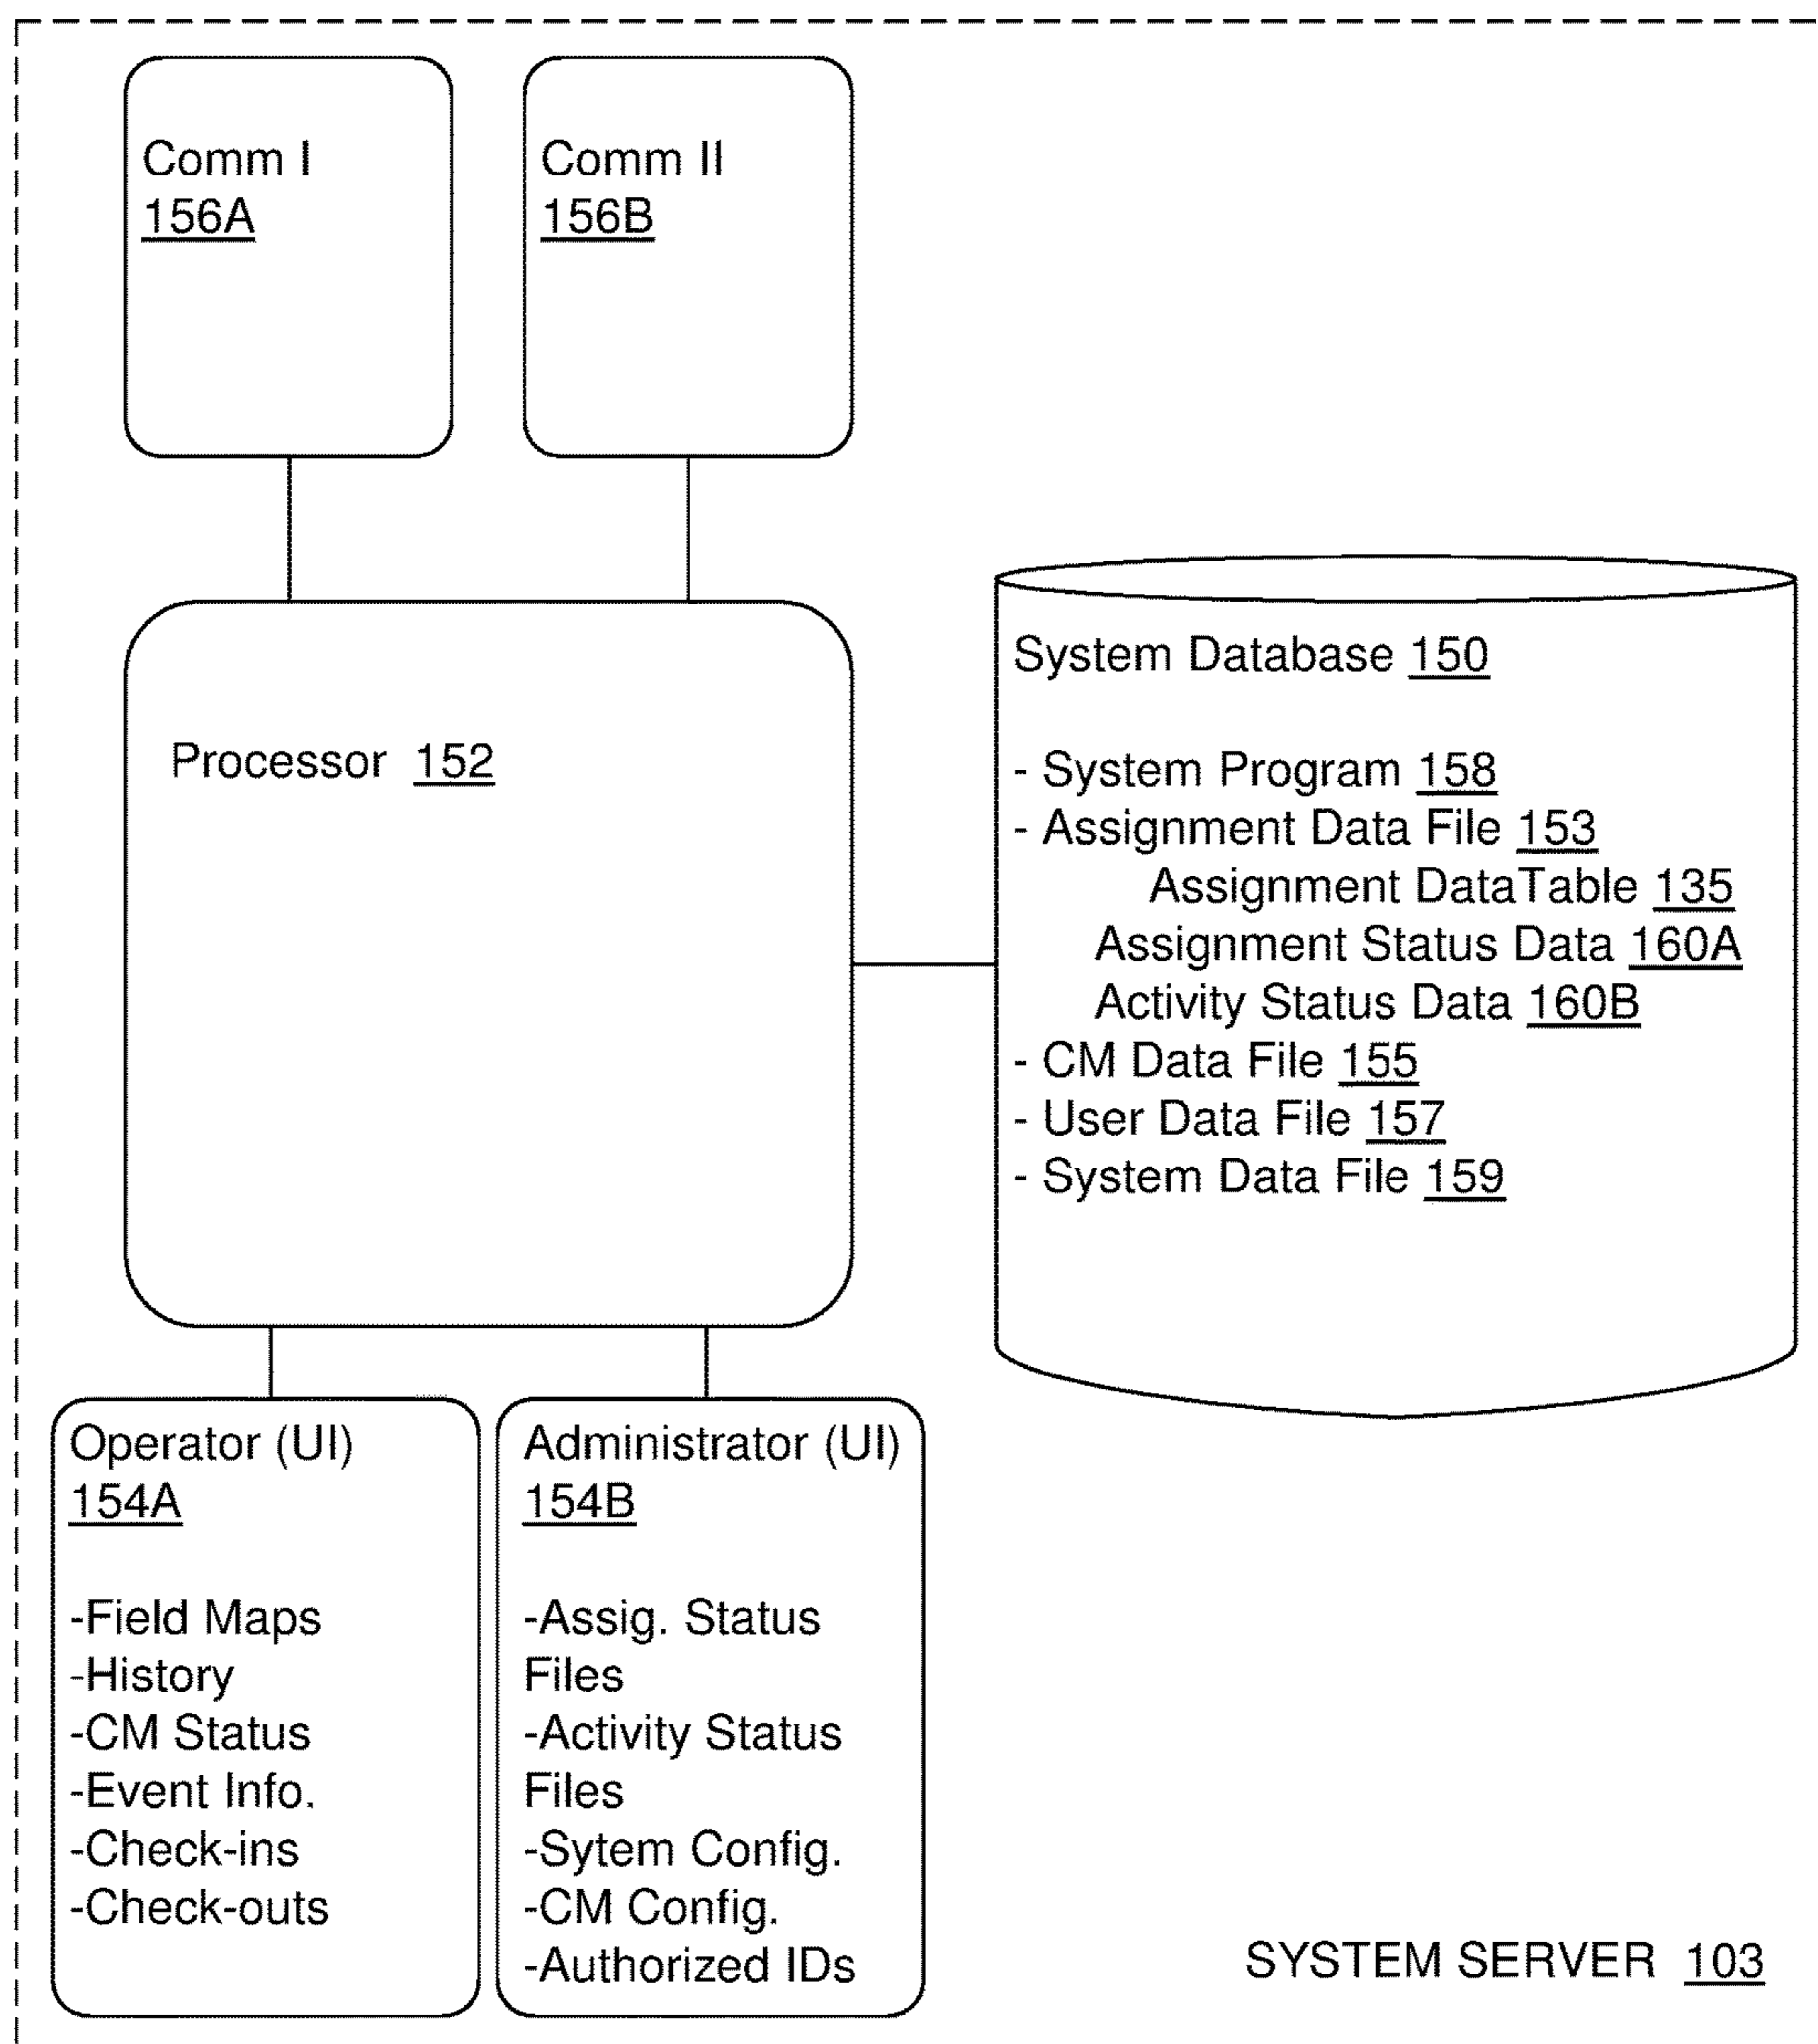 Comm I
156A
Comm II
156B
Processor 152
System Database 150
- System Program 158
- Assignment Data File 153
Assignment DataTable 135
Assignment Status Data 160A
Activity Status Data 160B
- CM Data File 155
- User Data File 157
- System Data File 159
Operator (UI)
154A
-Field Maps
-History
-CM Status
-Event Info.
-Check-ins
-Check-outs
Administrator (UI)
154B
-Assig. Status
Files
-Activity Status
Files
-Sytem Config.
-CM Config.
-Authorized IDs
SYSTEM SERVER 103